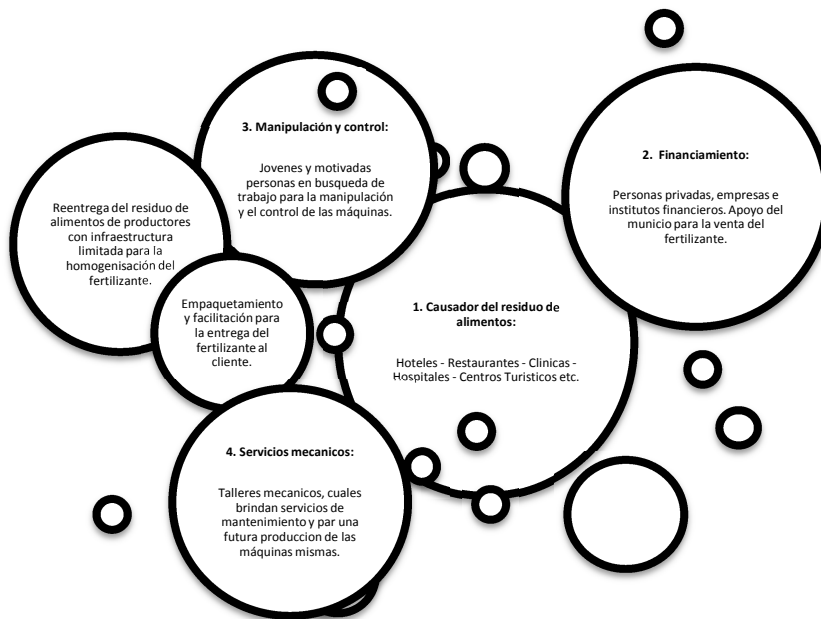 3. Manipulación y control:
Jovenes y motivadas
personas en busqueda de
trabajo para la manipulación
y el control de las máquinas.
2. Financiamiento:
Personas privadas, empresas e
institutos financieros. Apoyo del
municio para la venta del
fertilizante.
Reentrega del residuo de
alimentos de productores
con infraestructura
limitada para la
homogenisación del
fertilizante.
Empaquetamiento
y facilitación para
la entrega del
fertilizante al
cliente.
1. Causador del residuo de
alimentos:
Hoteles - Restaurantes - Clinicas -
Hospitales - Centros Turisticos etc.
4. Servicios mecanicos:
Talleres mecanicos, cuales
brindan servicios de
mantenimiento y par una
futura produccion de las
máquinas mismas.